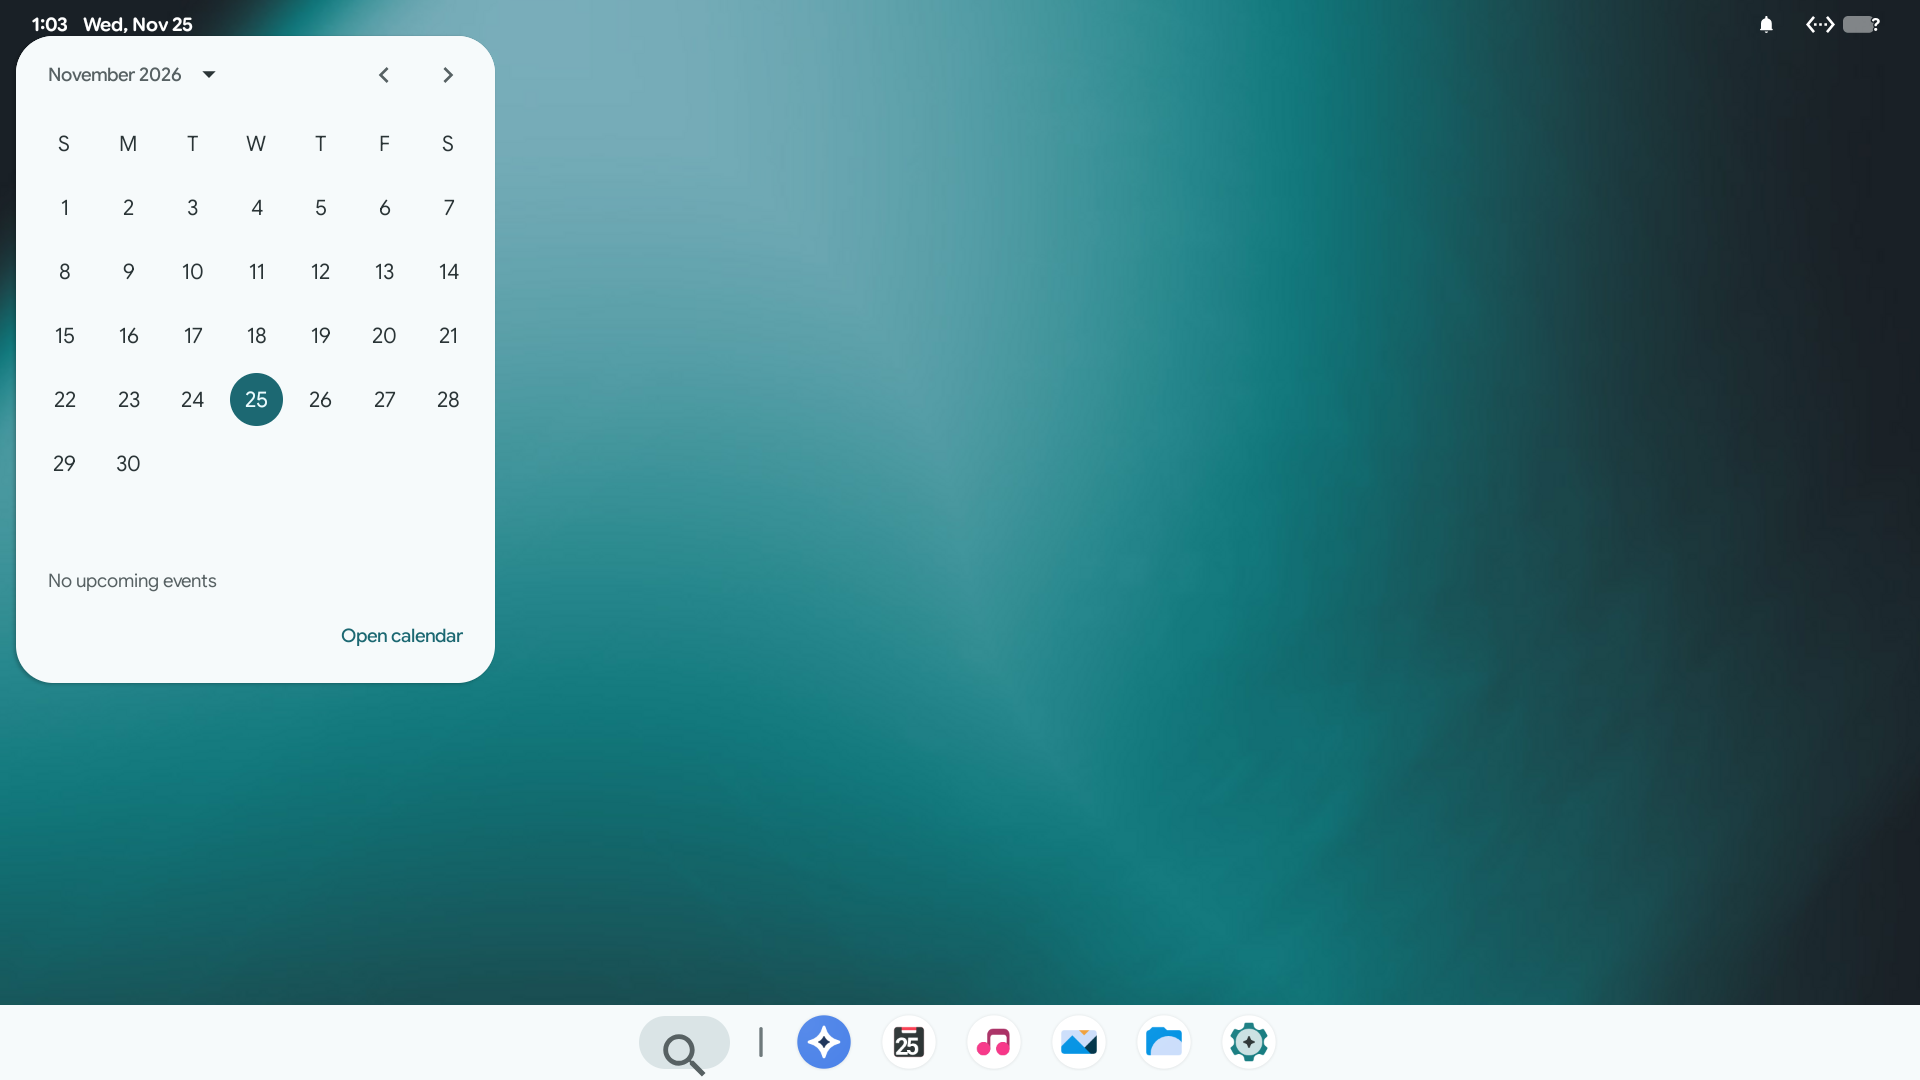 1:03 Wed, Nov 25
?
November 2026
S M T W T F S
1 2 3 4 5 6 7
8 9 10 11 12 13 14
15 16 17 18 19 20 21
22 23 24 25 26 27 28
29 30
No upcoming events
Open calendar
25